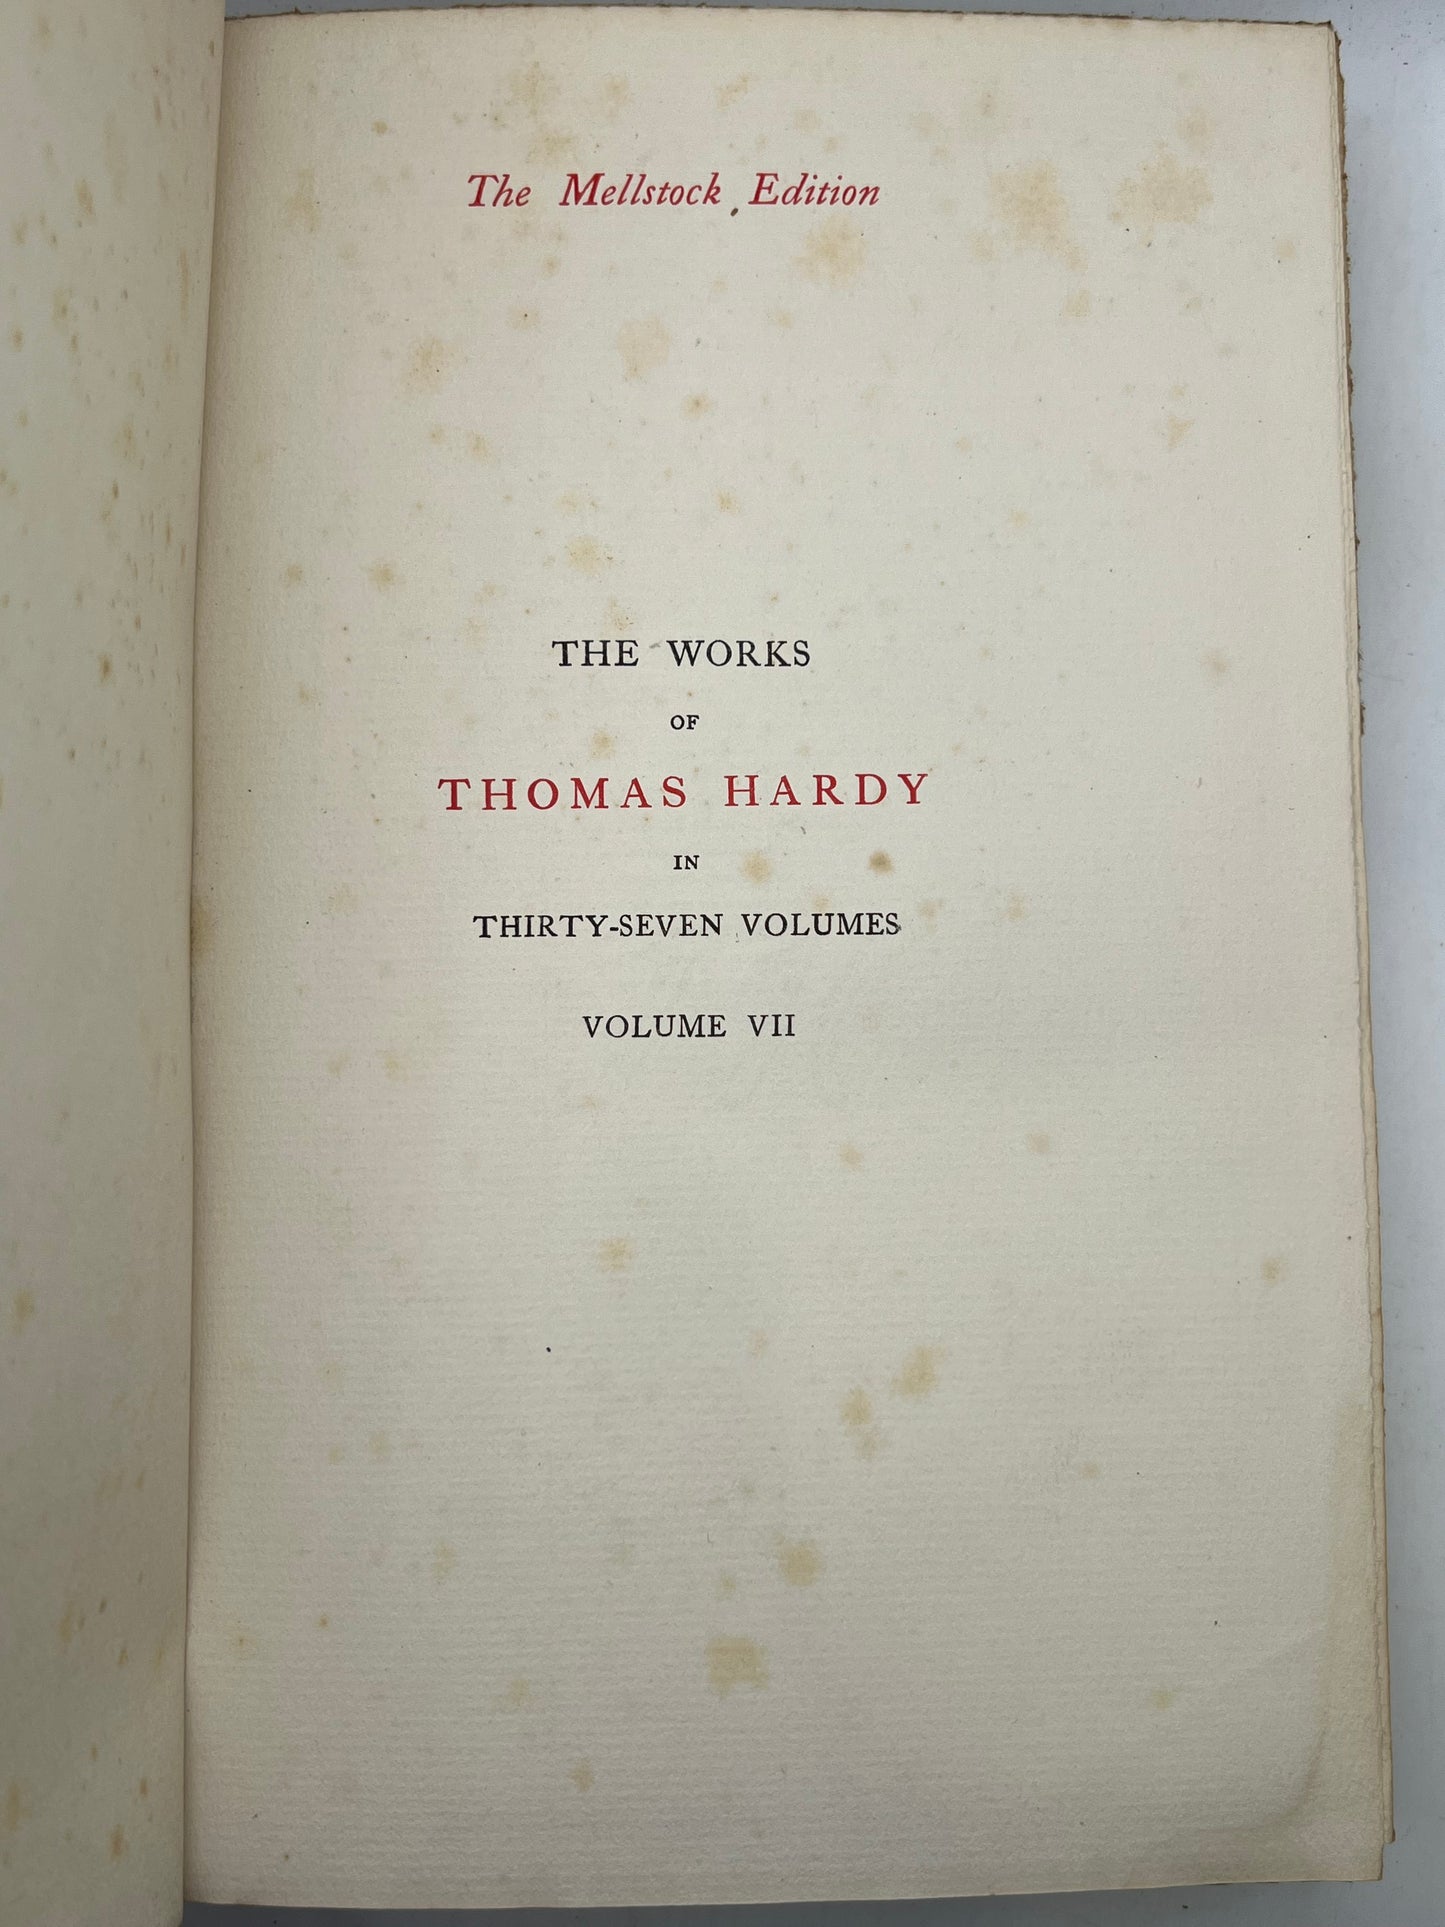 The Mellstock Edition
THE WORKS
OF
THOMAS HARDY
IN
THIRTY-SEVEN VOLUMES
VOLUME VII